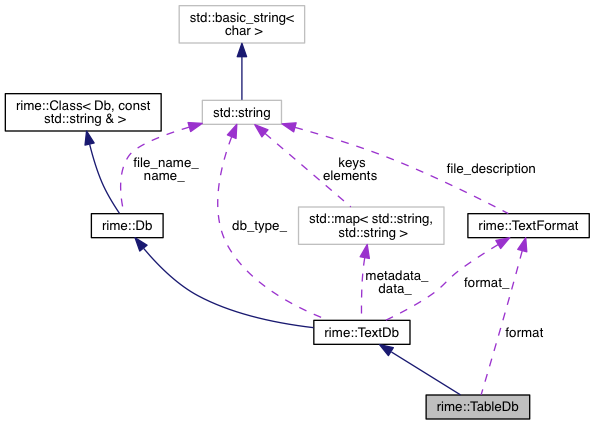 std::basic_string<
char >
rime::Class< Db, const
std::string & >
std::string
file_name_
name_
keys
elements
file_description
rime::Db
db_type_
std::map< std::string,
std::string >
rime::TextFormat
metadata_
data_
format_
rime::TextDb
format
rime::TableDb